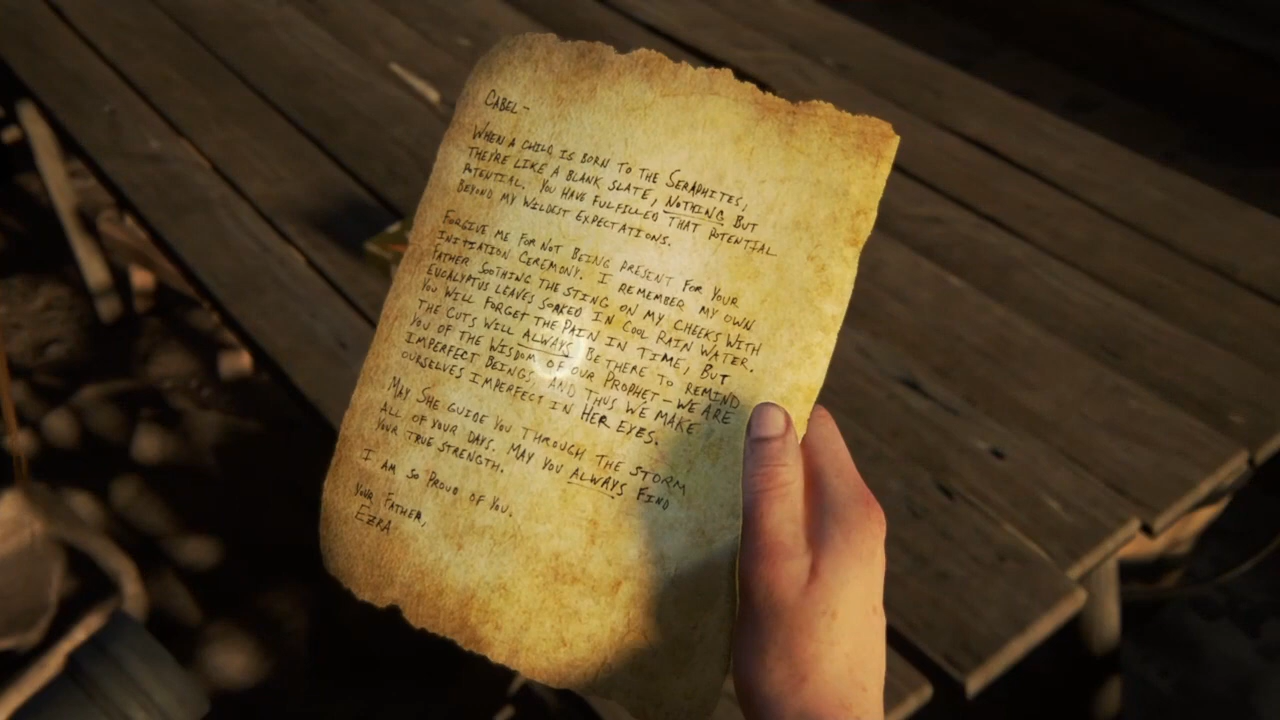 CABEL-
WHEN A CHILD IS BORN TO THE SERAPHITES,
THEY'RE LIKE A BLANK SLATE, NOTHING BUT
POTENTIAL. YOU HAVE FULFILLED THAT POTENTIAL
BEYOND MY WILDEST EXPECTATIONS.
FORGIVE ME FOR NOT BEING PRESENT FOR YOUR
INITIATION CEREMONY. I REMEMBER MY OWN
FATHER SOOTHING THE STING ON MY CHEEKS WITH
EUCALYPTUS LEAVES SOAKED IN COOL RAIN WATER.
YOU WILL FORGET THE PAIN IN TIME, BUT
THE CUTS WILL ALWAYS BE THERE TO REMIND
YOU OF THE WISDOM OF OUR PROPHET - WE ARE
IMPERFECT BEINGS, AND THUS WE MAKE
OURSELVES IMPERFECT IN HER EYES.
MAY SHE GUIDE YOU THROUGH THE STORM
ALL OF YOUR DAYS. MAY YOU ALWAYS FIND
YOUR TRUE STRENGTH.
I AM SO PROUD OF YOU.
YOUR FATHER,
EZRA